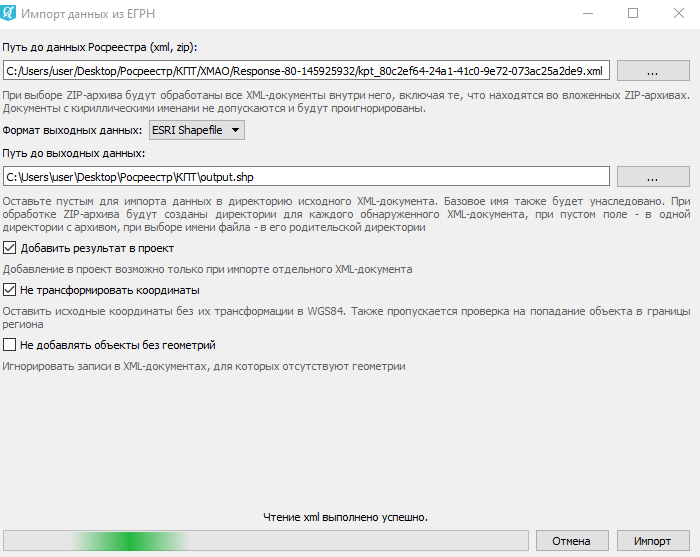 Импорт данных из ЕГРН
Путь до данных Росреестра (xml, zip):
C:/Users/user/Desktop/Росреестр/КПТ/ХМАО/Response-80-145925932/kpt_80c2ef64-24a1-41c0-9e72-073ac25a2de9.xml
...
При выборе ZIP-архива будут обработаны все XML-документы внутри него, включая те, что находятся во вложенных ZIP-архивах.
Документы с кириллическими именами не допускаются и будут проигнорированы.
Формат выходных данных: ESRI Shapefile
Путь до выходных данных:
C:\Users\user\Desktop\Росреестр\КПТ\output.shp
...
Оставьте пустым для импорта данных в директорию исходного XML-документа. Базовое имя также будет унаследовано. При
обработке ZIP-архива будут созданы директории для каждого обнаруженного XML-документа, при пустом поле - в одной
директории с архивом, при выборе имени файла - в его родительской директории
Добавить результат в проект
Добавление в проект возможно только при импорте отдельного XML-документа
Не трансформировать координаты
Оставить исходные координаты без их трансформации в WGS84. Также пропускается проверка на попадание объекта в границы
региона
Не добавлять объекты без геометрий
Игнорировать записи в XML-документах, для которых отсутствуют геометрии
Чтение xml выполнено успешно.
Отмена
Импорт